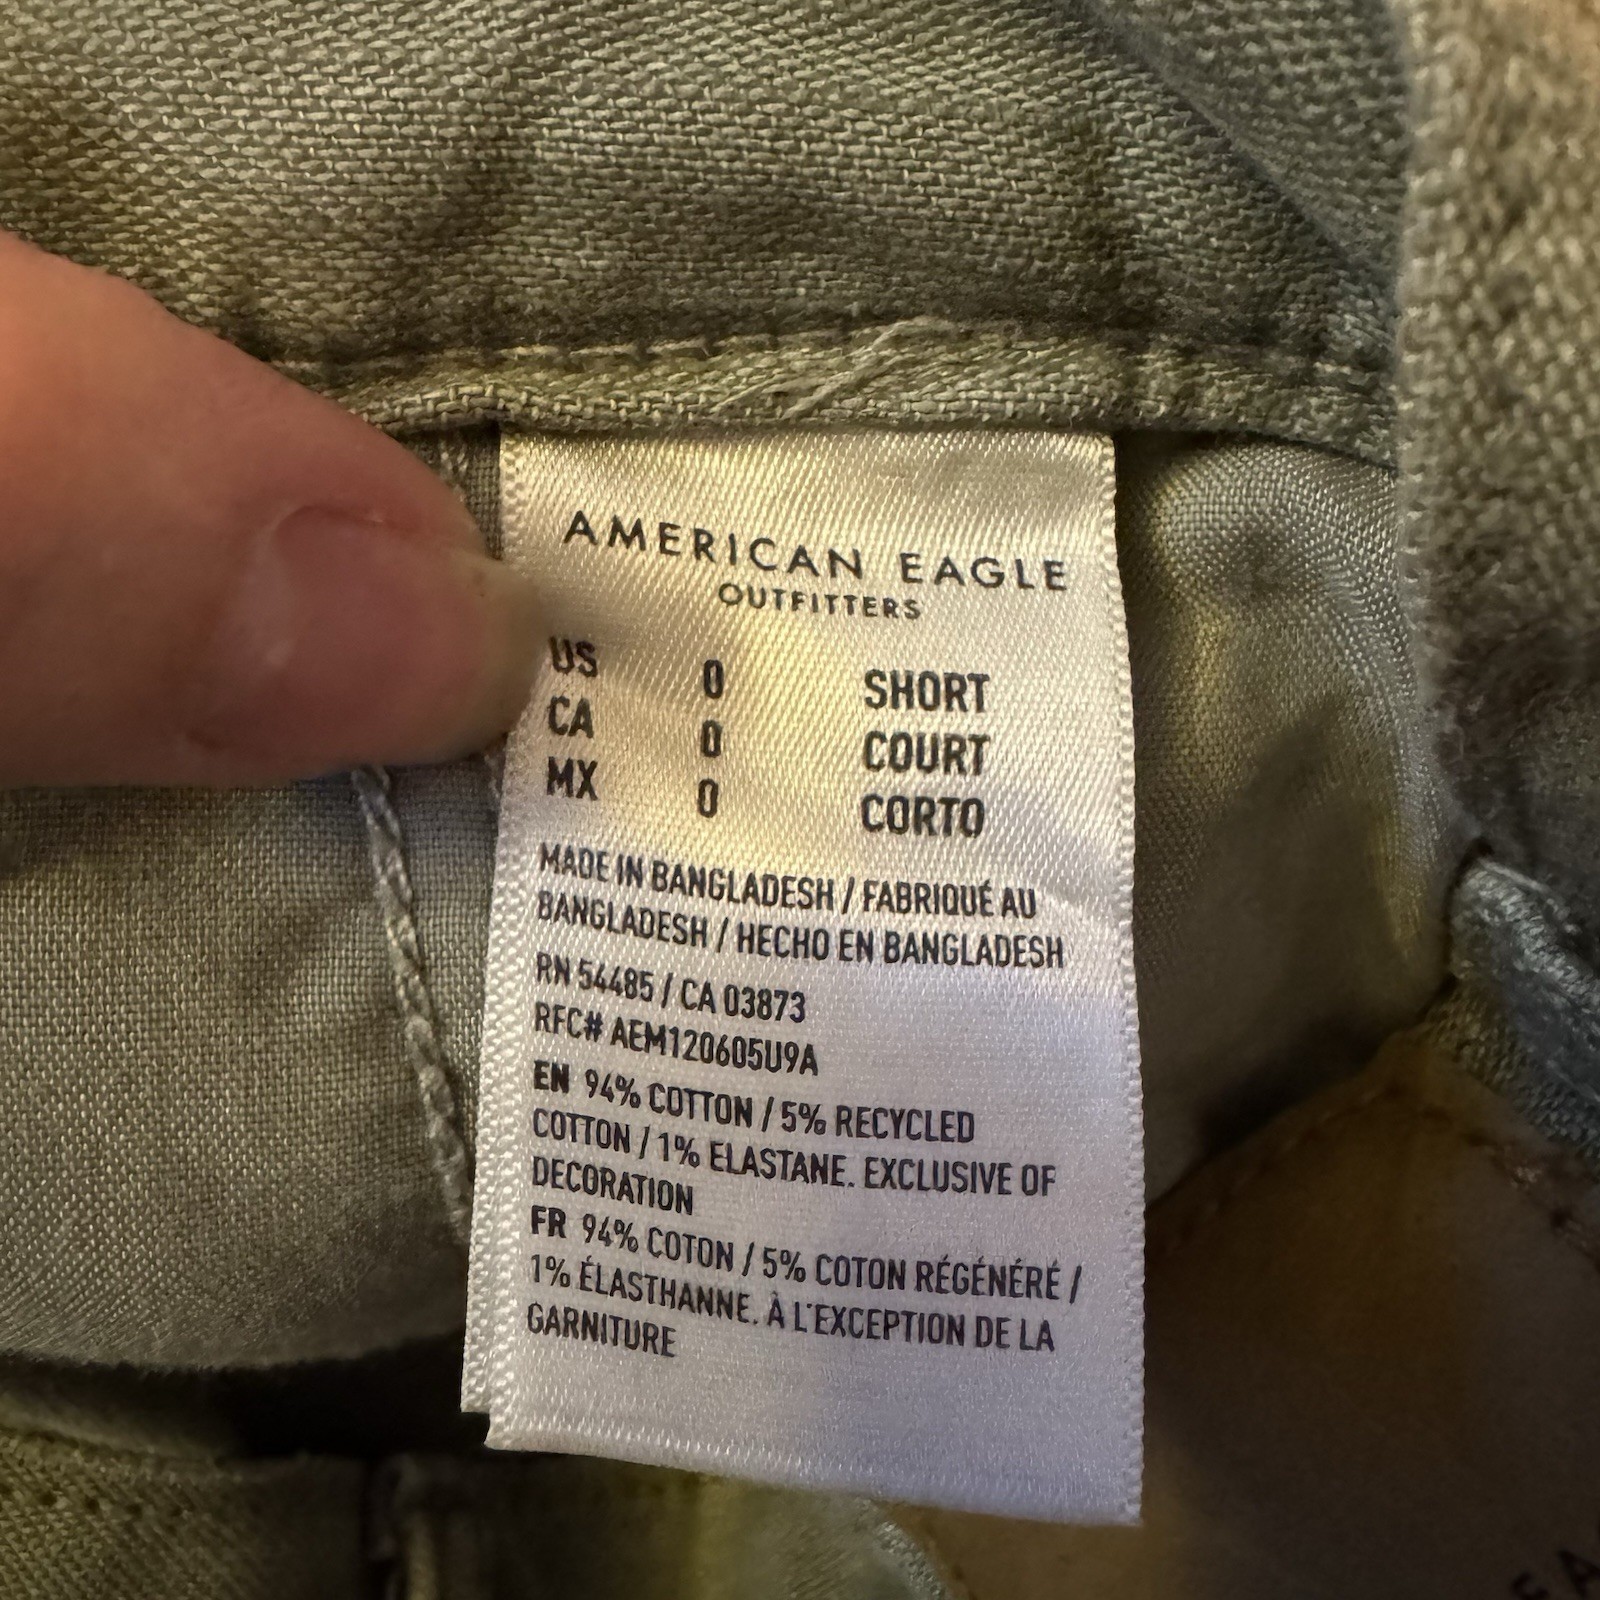 AMERICAN EAGLE
OUTFITTERS
US 0 SHORT
CA 0 COURT
MX 0 CORTO
MADE IN BANGLADESH / FABRIQUÉ AU
BANGLADESH / HECHO EN BANGLADESH
RN 54485 / CA 03873
RFC# AEM120605U9A
EN 94% COTTON / 5% RECYCLED
COTTON / 1% ELASTANE. EXCLUSIVE OF
DECORATION
FR 94% COTON / 5% COTON RÉGÉNÉRÉ /
1% ÉLASTHANNE. À L'EXCEPTION DE LA
GARNITURE